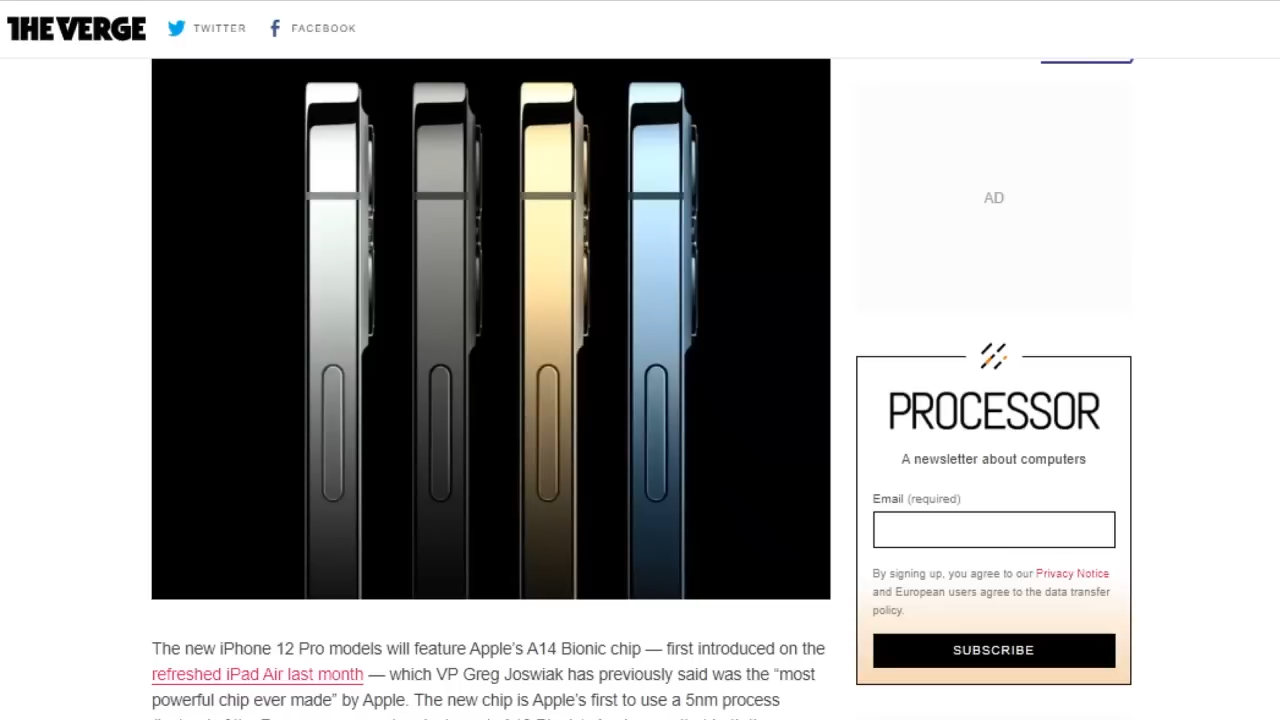 THE VERGE
TWITTER
FACEBOOK
AD
PROCESSOR
A newsletter about computers
Email (required)
By signing up, you agree to our Privacy Notice
and European users agree to the data transfer
policy.
SUBSCRIBE
The new iPhone 12 Pro models will feature Apple's A14 Bionic chip — first introduced on the
refreshed iPad Air last month — which VP Greg Joswiak has previously said was the “most
powerful chip ever made” by Apple. The new chip is Apple's first to use a 5nm process